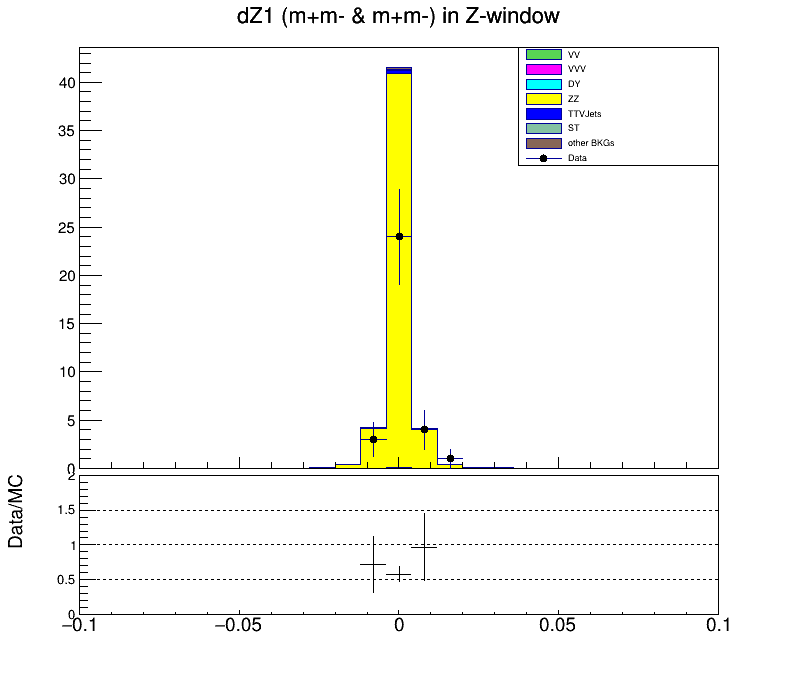 dZ1 (m+m- & m+m-) in Z-window
VV
VVV
DY
ZZ
TTVJets
ST
other BKGs
Data
40
35
30
25
20
15
10
5
0
2
1.5
1
0.5
0
Data/MC
−0.1 −0.05 0 0.05 0.1